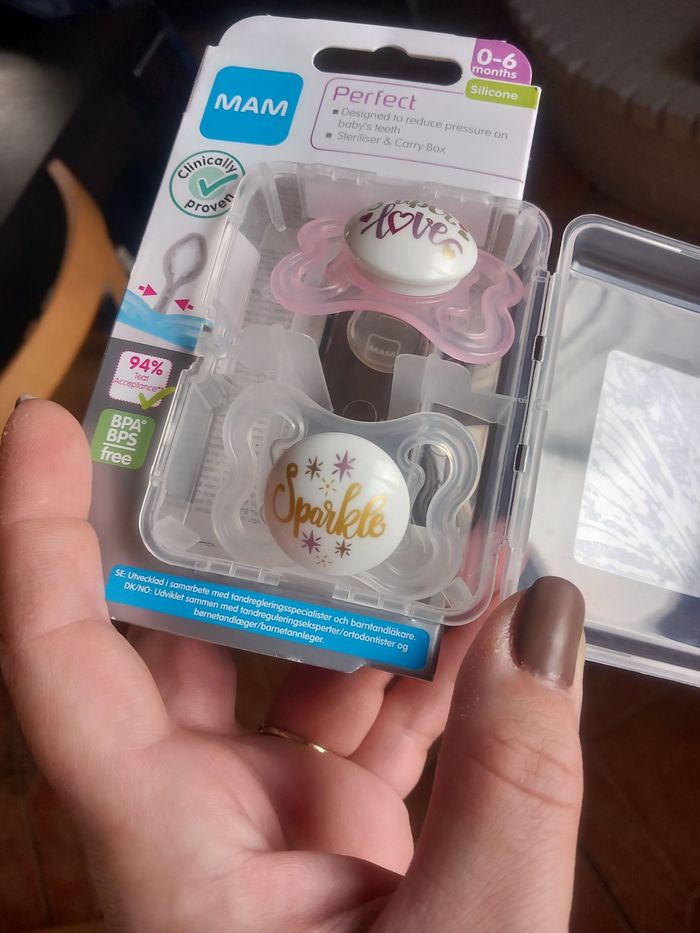 0-6
months
Silicone
MAM
Perfect
■ Designed to reduce pressure on
baby's teeth
■ Steriliser & Carry Box
Clinically
proven
love
MAM
94%
Teat
Acceptance*
BPA°
BPS
free
Sparkle
SE: Utvecklad i samarbete med tandregleringsspecialister och barntandläkare.
DK/NO: Udviklet sammen med tandreguleringseksperter/ortodontister og
børnetandlæger/barnetannleger.